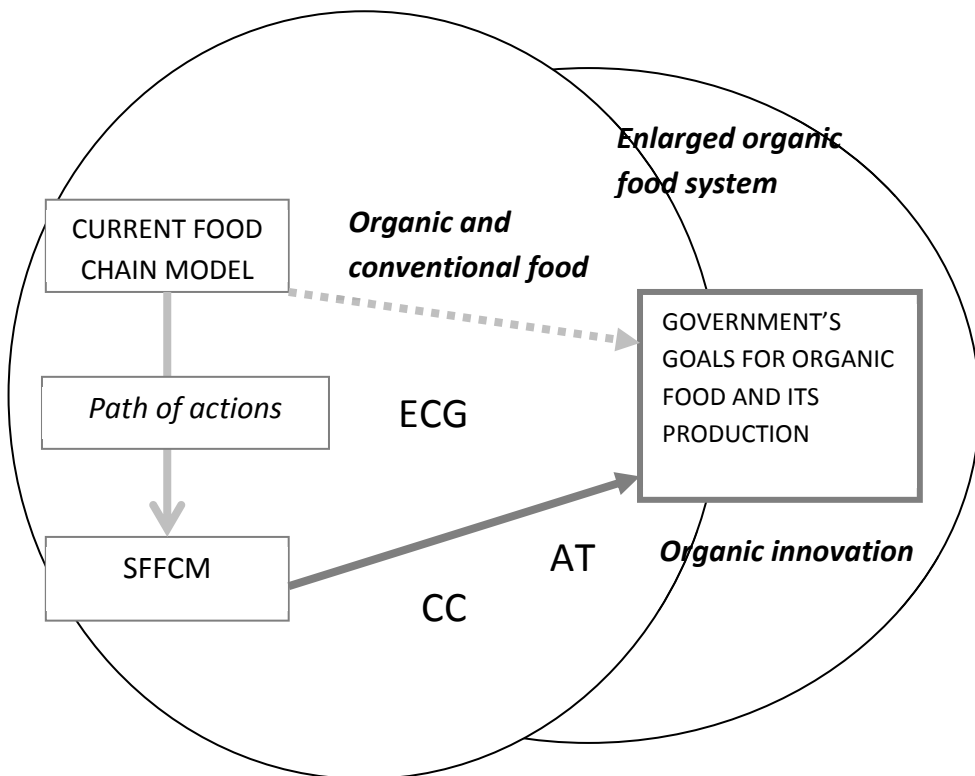 Enlarged organic
food system
CURRENT FOOD
CHAIN MODEL
Organic and
conventional food
GOVERNMENT’S
GOALS FOR ORGANIC
FOOD AND ITS
PRODUCTION
Path of actions
ECG
SFFCM
AT
Organic innovation
CC